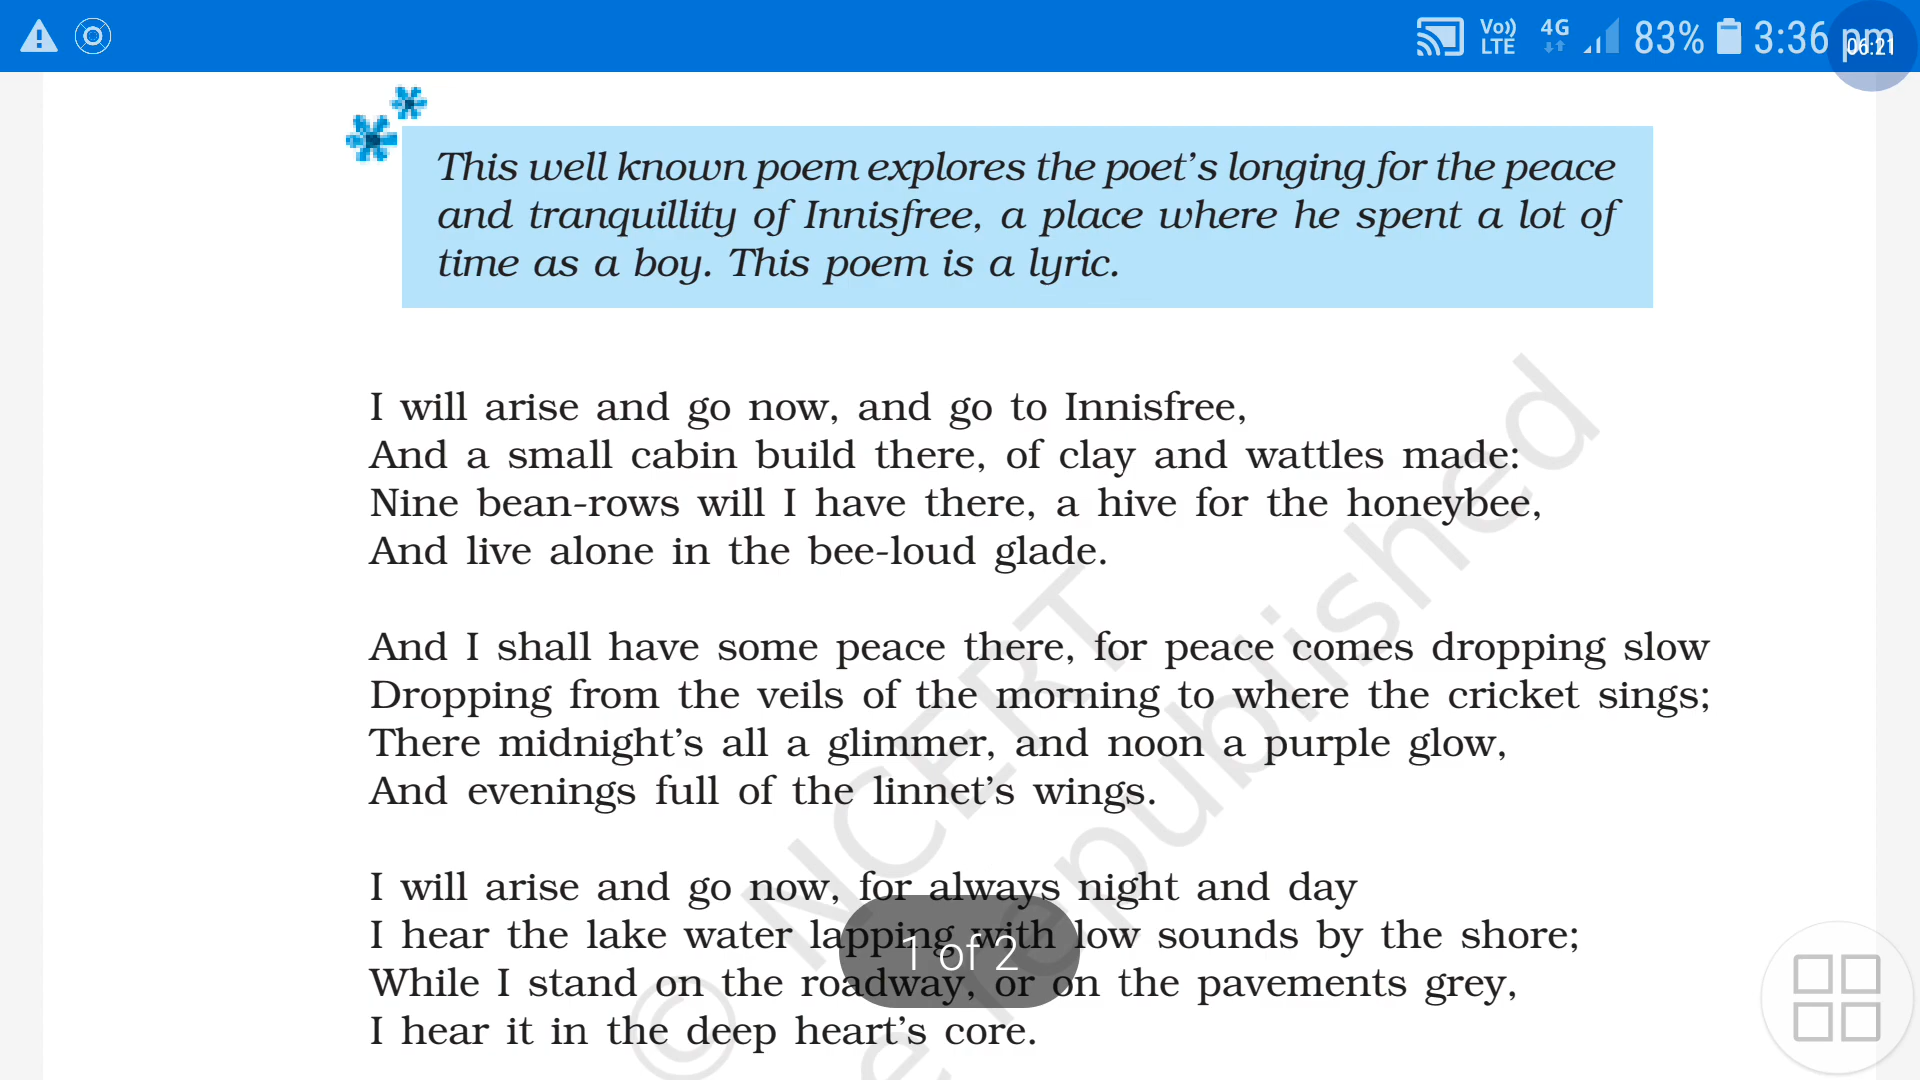 Vo)) LTE 4G 83% 3:36 pm
06:21
This well known poem explores the poet’s longing for the peace
and tranquillity of Innisfree, a place where he spent a lot of
time as a boy. This poem is a lyric.
I will arise and go now, and go to Innisfree,
And a small cabin build there, of clay and wattles made:
Nine bean-rows will I have there, a hive for the honeybee,
And live alone in the bee-loud glade.
And I shall have some peace there, for peace comes dropping slow
Dropping from the veils of the morning to where the cricket sings;
There midnight’s all a glimmer, and noon a purple glow,
And evenings full of the linnet’s wings.
I will arise and go now, for always night and day
I hear the lake water lapping with low sounds by the shore;
While I stand on the roadway, or on the pavements grey,
I hear it in the deep heart’s core.
1 of 2
© NCERT
republished